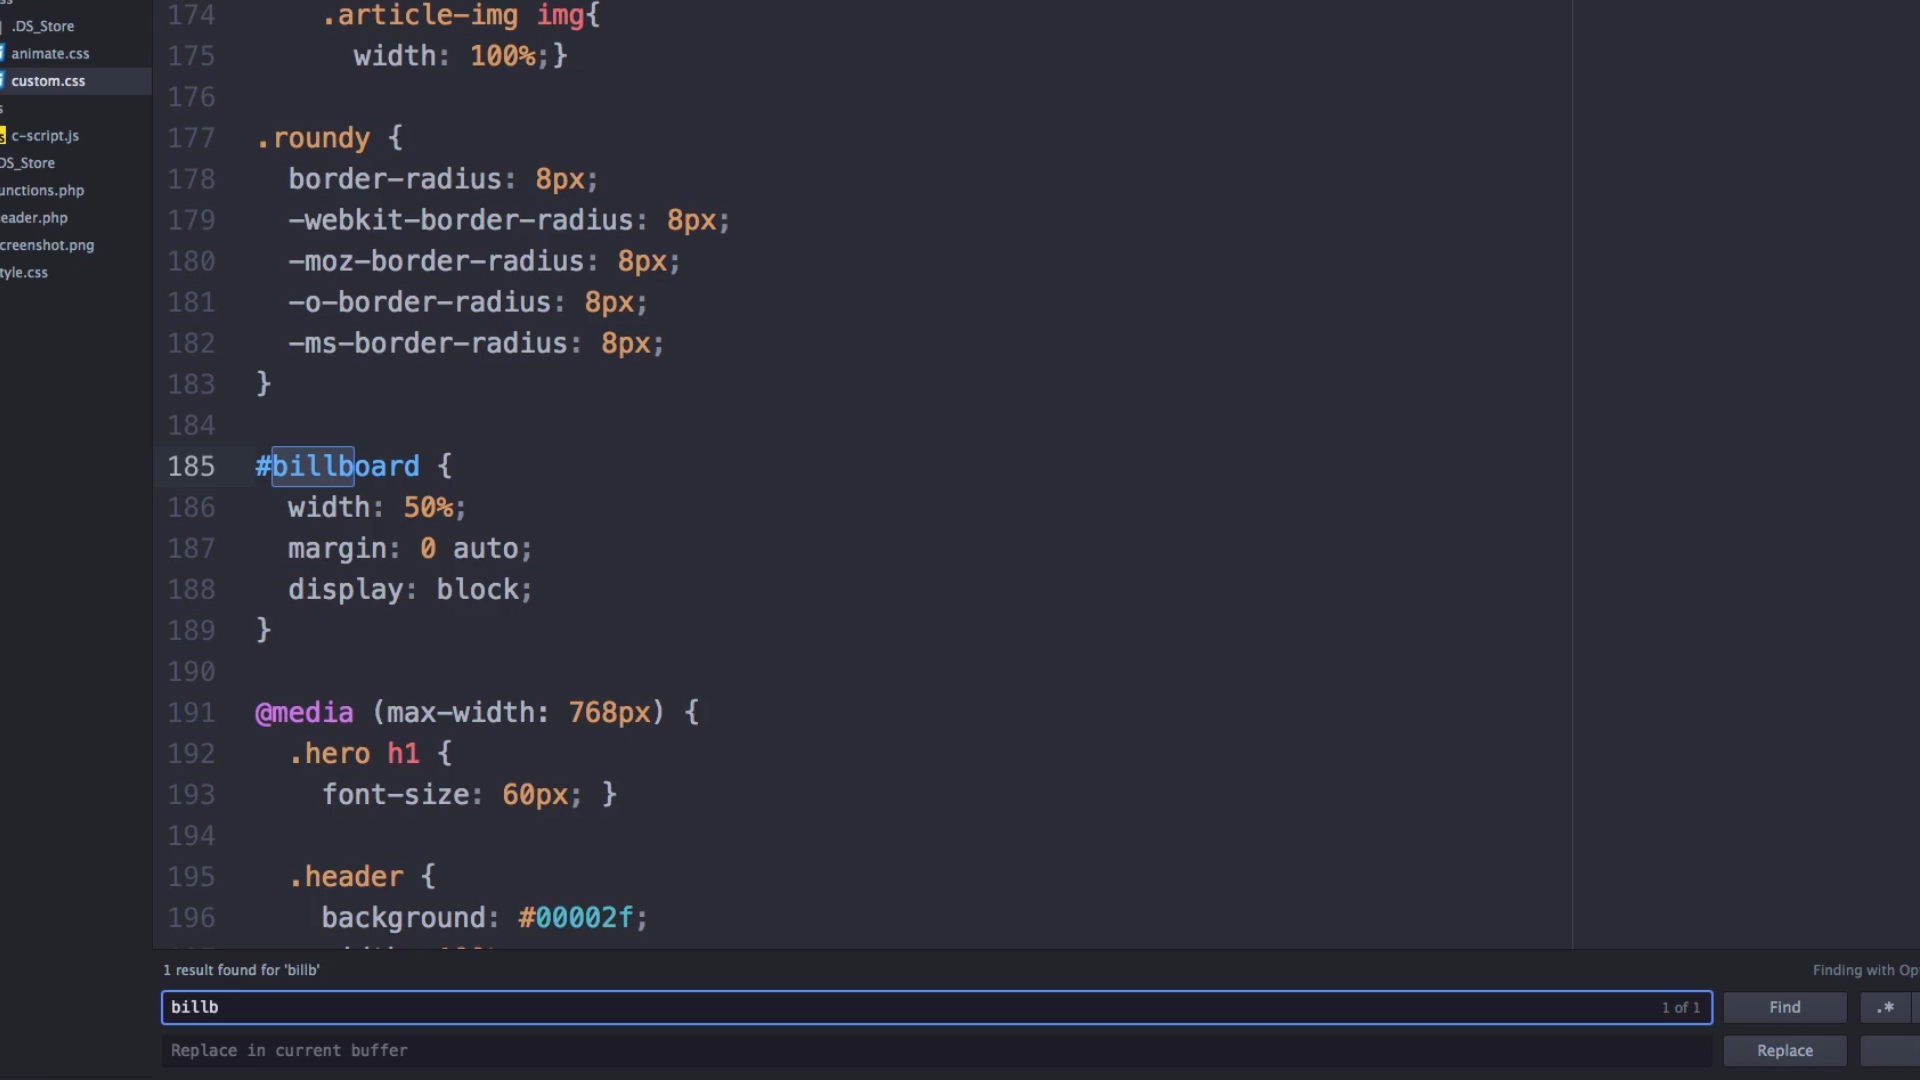 .DS_Store
animate.css
custom.css
c-script.js
DS_Store
unctions.php
eader.php
creenshot.png
tyle.css
174 .article-img img{
175 width: 100%;}
176
177 .roundy {
178 border-radius: 8px;
179 -webkit-border-radius: 8px;
180 -moz-border-radius: 8px;
181 -o-border-radius: 8px;
182 -ms-border-radius: 8px;
183 }
184
185 #billboard {
186 width: 50%;
187 margin: 0 auto;
188 display: block;
189 }
190
191 @media (max-width: 768px) {
192 .hero h1 {
193 font-size: 60px; }
194
195 .header {
196 background: #00002f;
1 result found for 'billb'
Finding with Op
billb
1 of 1
Find
.*
Replace in current buffer
Replace